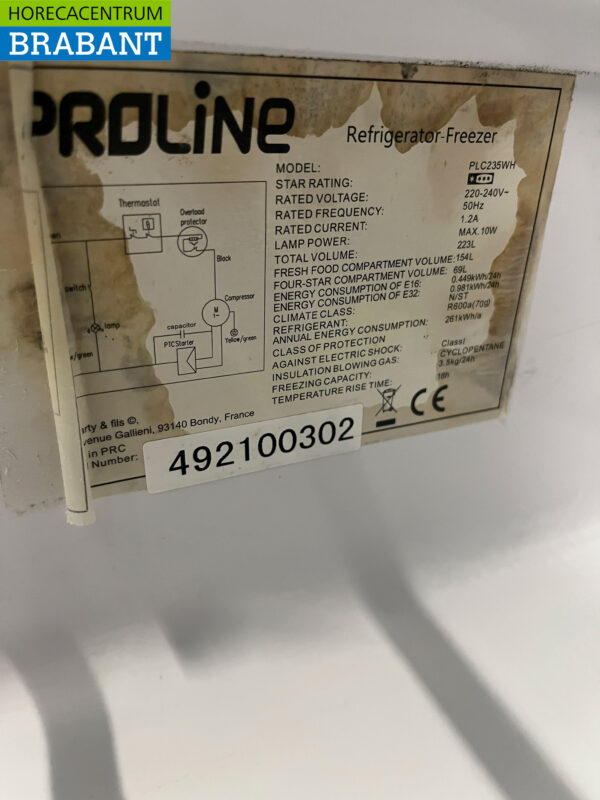 HORECACENTRUM
BRABANT
PROLINE
Refrigerator-Freezer
MODEL: PLC235WH
STAR RATING:
RATED VOLTAGE: 220-240V~
RATED FREQUENCY: 50Hz
RATED CURRENT: 1.2A
LAMP POWER: MAX.10W
TOTAL VOLUME: 223L
FRESH FOOD COMPARTMENT VOLUME: 154L
FOUR-STAR COMPARTMENT VOLUME: 69L
ENERGY CONSUMPTION OF E16: 0.449kWh/24h
ENERGY CONSUMPTION OF E32: 0.981kWh/24h
CLIMATE CLASS: N/ST
REFRIGERANT: R600a(70g)
ANNUAL ENERGY CONSUMPTION: 261kWh/a
CLASS OF PROTECTION
AGAINST ELECTRIC SHOCK: ClassI
INSULATION BLOWING GAS: CYCLOPENTANE
FREEZING CAPACITY: 3.5kg/24h
TEMPERATURE RISE TIME: 18h
CE
Thermostat
Overload
protector
Black
Compressor
M
1~
capacitor
PTC Starter
Yellow/green
switch
lamp
e/green
arty & fils ©,
venue Gallieni, 93140 Bondy, France
in PRC
Number:
492100302